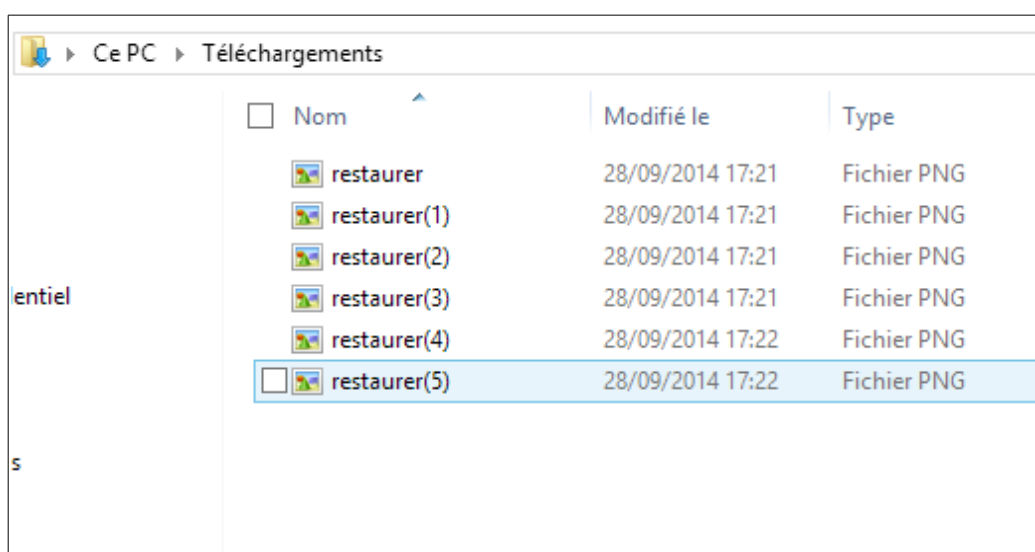 Ce PC Téléchargements
Nom Modifié le Type
restaurer 28/09/2014 17:21 Fichier PNG
restaurer(1) 28/09/2014 17:21 Fichier PNG
restaurer(2) 28/09/2014 17:21 Fichier PNG
lentiel restaurer(3) 28/09/2014 17:21 Fichier PNG
restaurer(4) 28/09/2014 17:22 Fichier PNG
restaurer(5) 28/09/2014 17:22 Fichier PNG
s